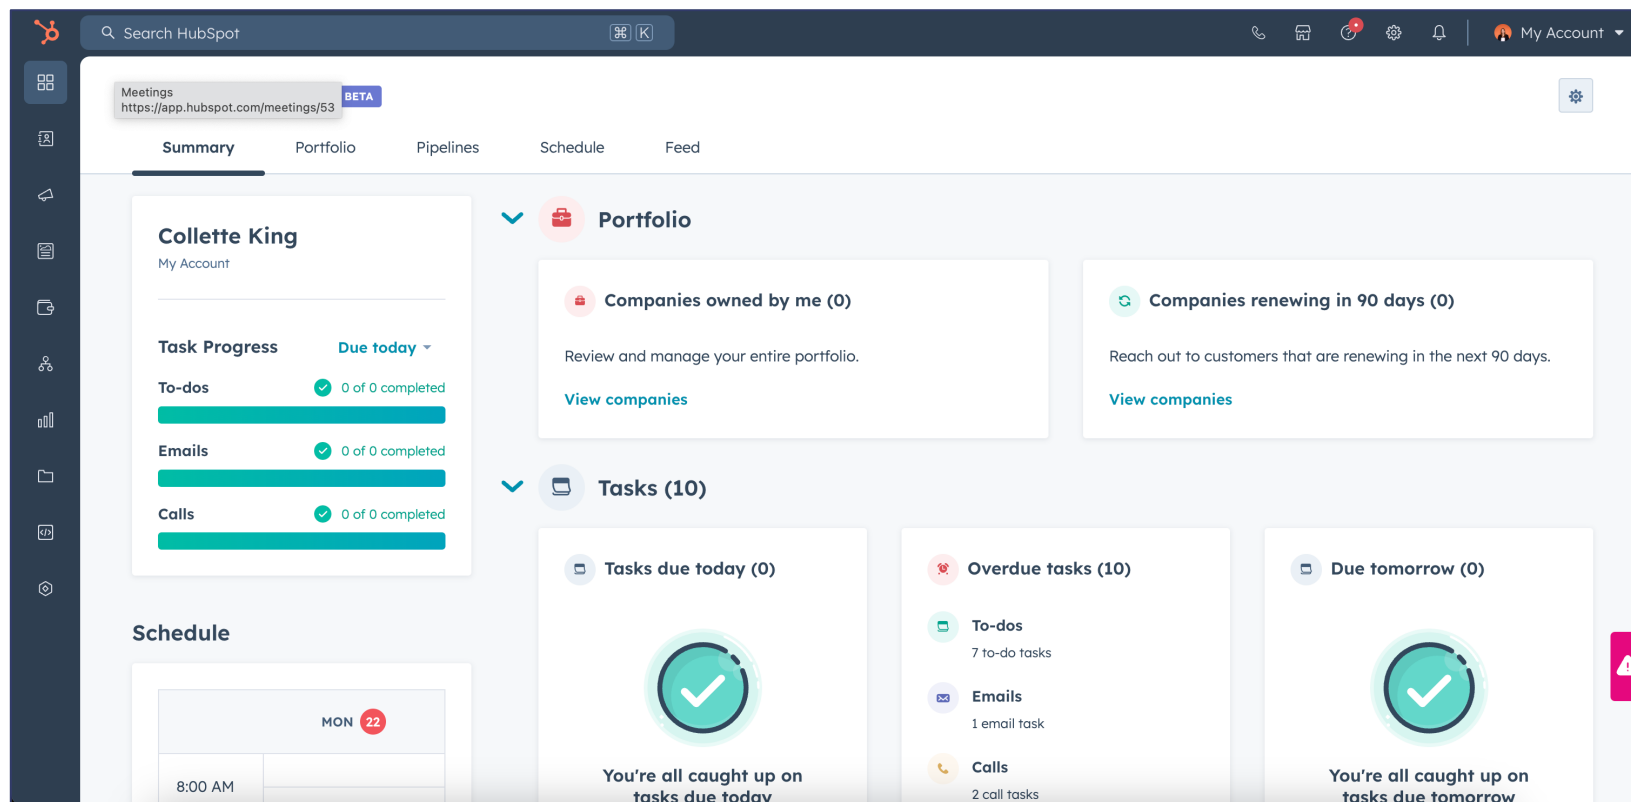 Search HubSpot
⌘ K
My Account
Meetings
https://app.hubspot.com/meetings/53
BETA
Summary
Portfolio
Pipelines
Schedule
Feed
Collette King
My Account
Task Progress
Due today
To-dos
0 of 0 completed
Emails
0 of 0 completed
Calls
0 of 0 completed
Schedule
MON 22
8:00 AM
Portfolio
Companies owned by me (0)
Review and manage your entire portfolio.
View companies
Companies renewing in 90 days (0)
Reach out to customers that are renewing in the next 90 days.
View companies
Tasks (10)
Tasks due today (0)
You're all caught up on
tasks due today
Overdue tasks (10)
To-dos
7 to-do tasks
Emails
1 email task
Calls
2 call tasks
Due tomorrow (0)
You're all caught up on
tasks due tomorrow